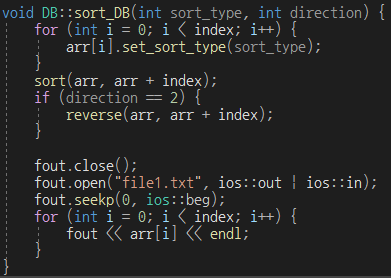 void DB::sort_DB(int sort_type, int direction) {
    for (int i = 0; i < index; i++) {
        arr[i].set_sort_type(sort_type);
    }
    sort(arr, arr + index);
    if (direction == 2) {
        reverse(arr, arr + index);
    }

    fout.close();
    fout.open("file1.txt", ios::out | ios::in);
    fout.seekp(0, ios::beg);
    for (int i = 0; i < index; i++) {
        fout << arr[i] << endl;
    }
}